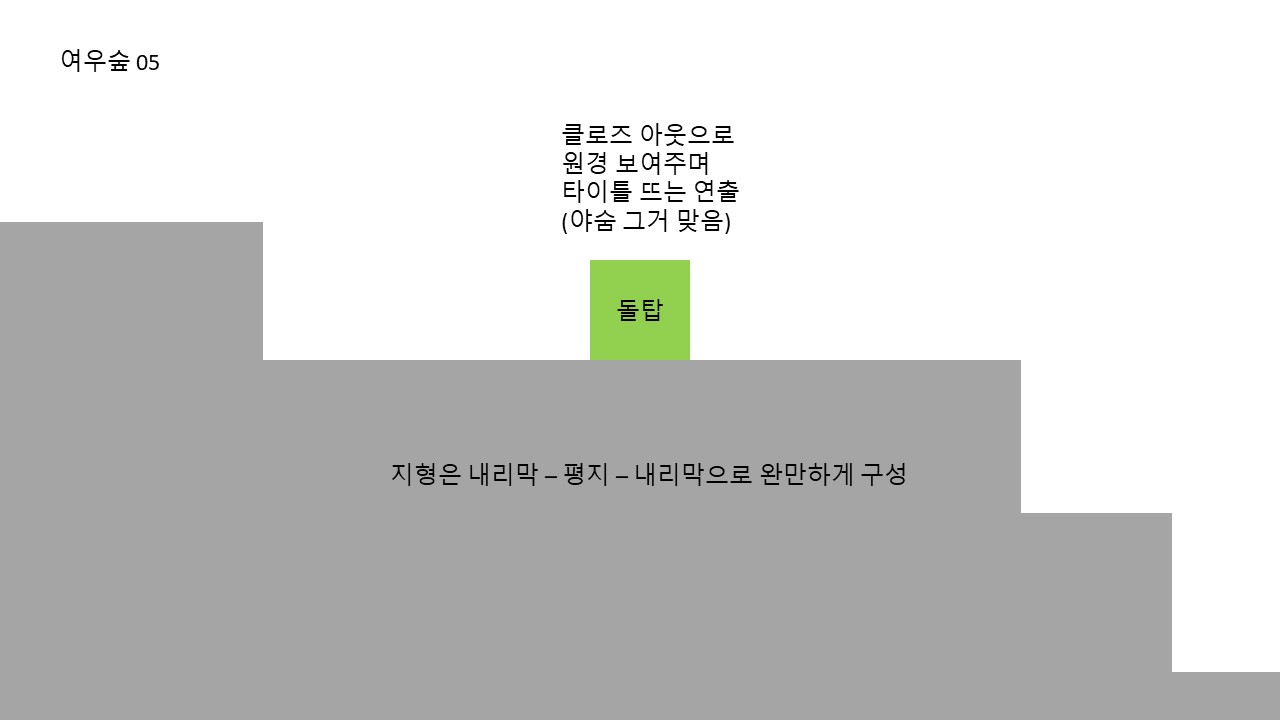 여우숲 05
클로즈 아웃으로
원경 보여주며
타이틀 뜨는 연출
(야숨 그거 맞음)
돌탑
지형은 내리막 – 평지 – 내리막으로 완만하게 구성